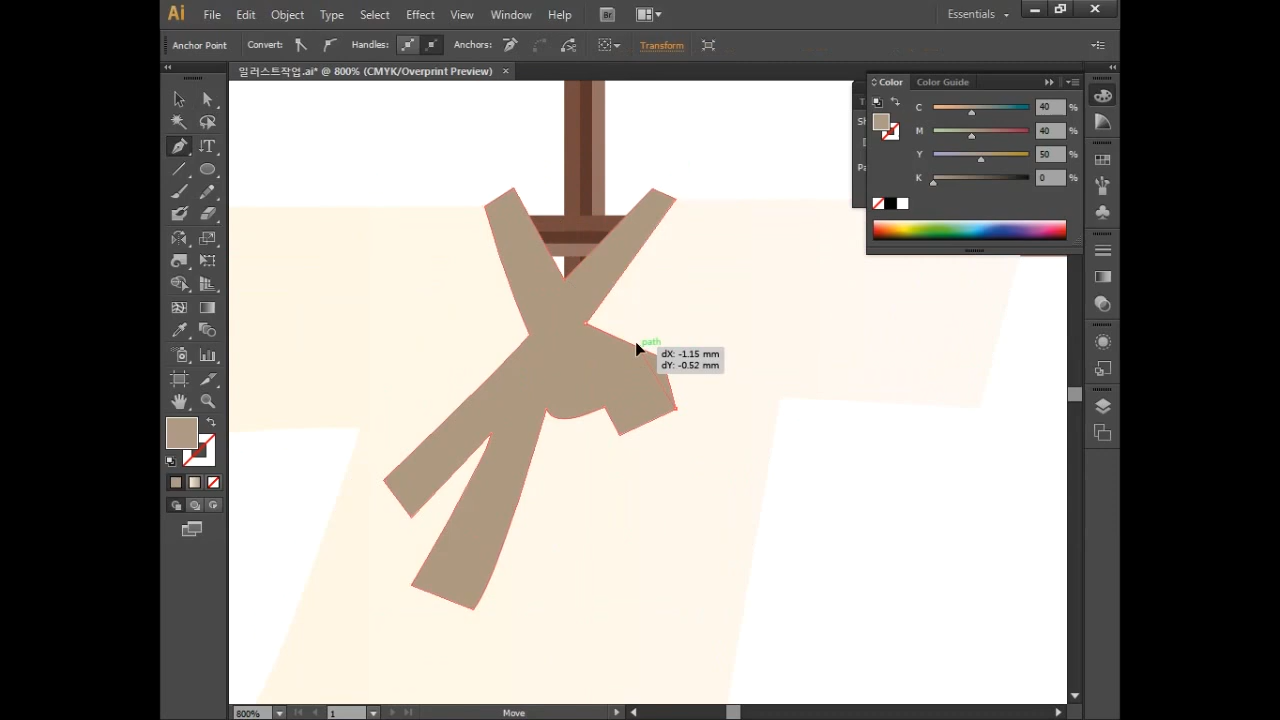 Ai File Edit Object Type Select Effect View Window Help Br Essentials
Anchor Point Convert: Handles: Anchors: Transform
일러스트작업.ai* @ 800% (CMYK/Overprint Preview)
Color Color Guide
C 40 %
M 40 %
Y 50 %
K 0 %
path
dX: -1.15 mm
dY: -0.52 mm
800% 1 Move